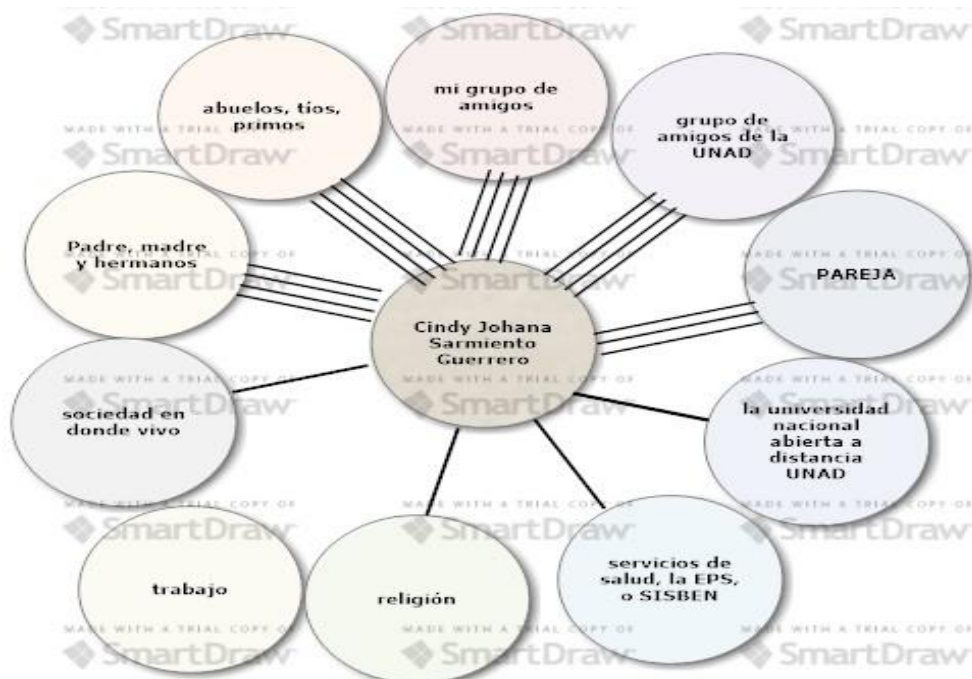 abuelos, tíos,
primos
mi grupo de
amigos
grupo de
amigos de la
UNAD
Padre, madre
y hermanos
PAREJA
Cindy Johana
Sarmiento
Guerrero
sociedad en
donde vivo
la universidad
nacional
abierta a
distancia
UNAD
trabajo
religión
servicios de
salud, la EPS,
o SISBEN
SmartDraw
MADE WITH A TRIAL COPY OF